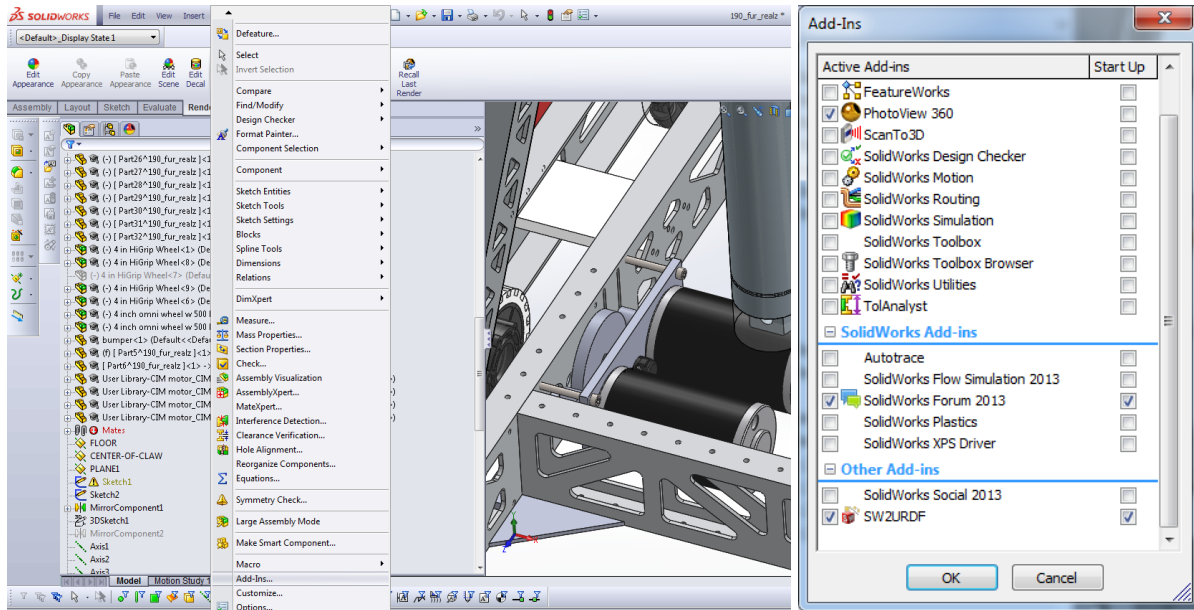 SOLIDWORKS File Edit View Insert
190_fur_realz *
<Default>_Display State 1
Edit Appearance
Copy Appearance
Paste Appearance
Edit Scene
Edit Decal
Recall Last Render
Assembly Layout Sketch Evaluate Rende
(-) [ Part26^190_fur_realz ]<1
(-) [ Part27^190_fur_realz ]<1
(-) [ Part28^190_fur_realz ]<1
(-) [ Part29^190_fur_realz ]<1
(-) [ Part30^190_fur_realz ]<1
(-) [ Part31^190_fur_realz ]<1
(-) [ Part32^190_fur_realz ]<1
(-) 4 in HiGrip Wheel<1> (De
(-) 4 in HiGrip Wheel<8> (De
(-) 4 in HiGrip Wheel<7> (Defau
(-) 4 in HiGrip Wheel<9> (De
(-) 4 in HiGrip Wheel<6> (De
(-) 4 inch omni wheel w 500 
(-) 4 inch omni wheel w 500 
bumper<1> (Default<<Defa
(f) [ Part5^190_fur_realz ]<1>
[ Part6^190_fur_realz ]<1> -
User Library-CIM motor_CIM
User Library-CIM motor_CIM
User Library-CIM motor_CIM
User Library-CIM motor_CIM
Mates
FLOOR
CENTER-OF-CLAW
PLANE1
Sketch1
Sketch2
MirrorComponent1
3DSketch1
MirrorComponent2
Axis1
Axis2
Axis3
Model Motion Study 1
Defeature...
Select
Invert Selection
Compare
Find/Modify
Design Checker
Format Painter...
Component Selection
Component
Sketch Entities
Sketch Tools
Sketch Settings
Blocks
Spline Tools
Dimensions
Relations
DimXpert
Measure...
Mass Properties...
Section Properties...
Check...
Assembly Visualization
AssemblyXpert...
MateXpert...
Interference Detection...
Clearance Verification...
Hole Alignment...
Reorganize Components...
Equations...
Symmetry Check...
Large Assembly Mode
Make Smart Component...
Macro
Add-Ins...
Customize...
Options...
Add-Ins
Active Add-ins Start Up
FeatureWorks
PhotoView 360
ScanTo3D
SolidWorks Design Checker
SolidWorks Motion
SolidWorks Routing
SolidWorks Simulation
SolidWorks Toolbox
SolidWorks Toolbox Browser
SolidWorks Utilities
TolAnalyst
SolidWorks Add-ins
Autotrace
SolidWorks Flow Simulation 2013
SolidWorks Forum 2013
SolidWorks Plastics
SolidWorks XPS Driver
Other Add-ins
SolidWorks Social 2013
SW2URDF
OK Cancel